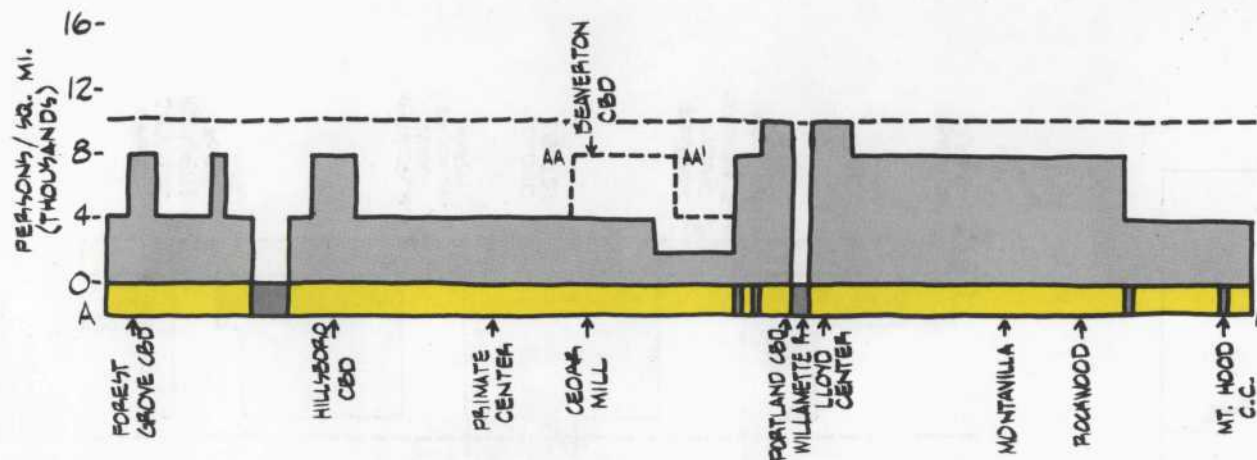 PERSONS / SQ. MI.
(THOUSANDS)
16-
12-
8-
4-
0-
A
AA
BEAVERTON
CBD
AA'
FOREST
GROVE CBD
HILLSBORO
CBD
PRIMATE
CENTER
CEDAR
MILL
PORTLAND CBD
WILLAMETTE R.
LLOYD
CENTER
MONTAVILLA
ROCKWOOD
MT. HOOD
C.C.